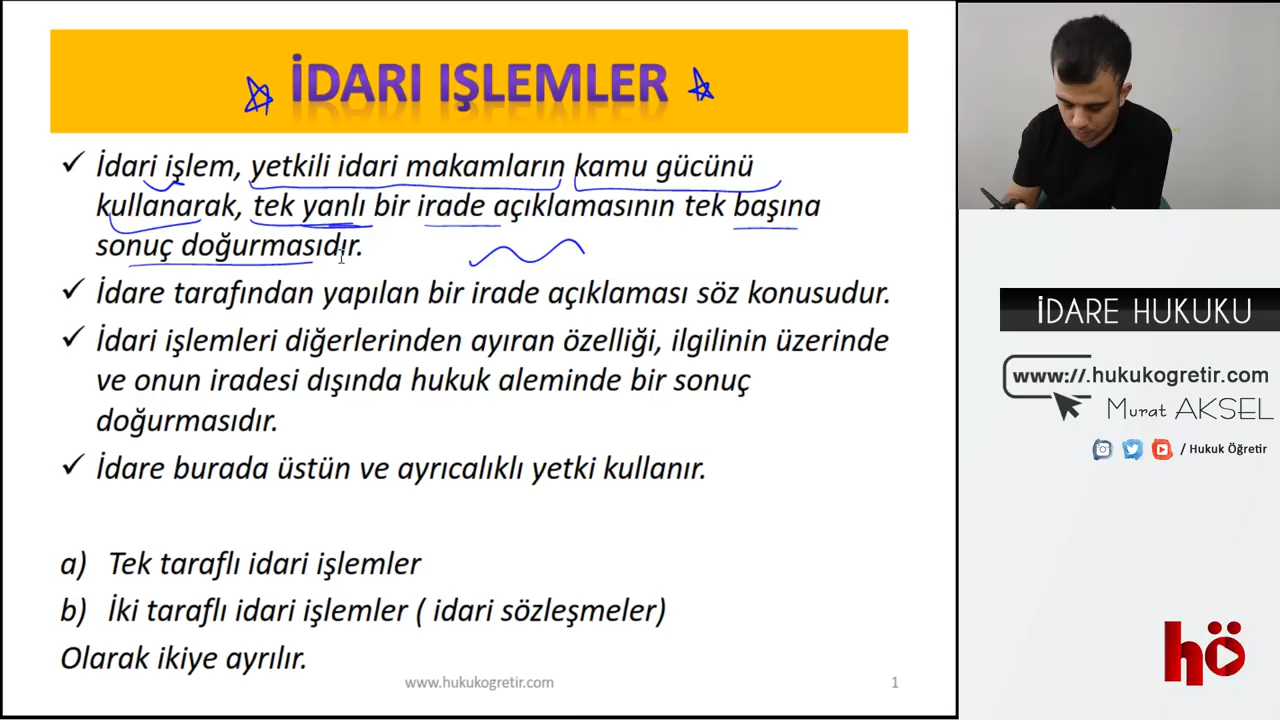 İDARI IŞLEMLER
İdari işlem, yetkili idari makamların kamu gücünü
kullanarak, tek yanlı bir irade açıklamasının tek başına
sonuç doğurmasıdır.
İdare tarafından yapılan bir irade açıklaması söz konusudur.
İdari işlemleri diğerlerinden ayıran özelliği, ilgilinin üzerinde
ve onun iradesi dışında hukuk aleminde bir sonuç
doğurmasıdır.
İdare burada üstün ve ayrıcalıklı yetki kullanır.
a) Tek taraflı idari işlemler
b) İki taraflı idari işlemler ( idari sözleşmeler)
Olarak ikiye ayrılır.
www.hukukogretir.com
1
İDARE HUKUKU
www://.hukukogretir.com
Murat AKSEL
/ Hukuk Öğretir
hö